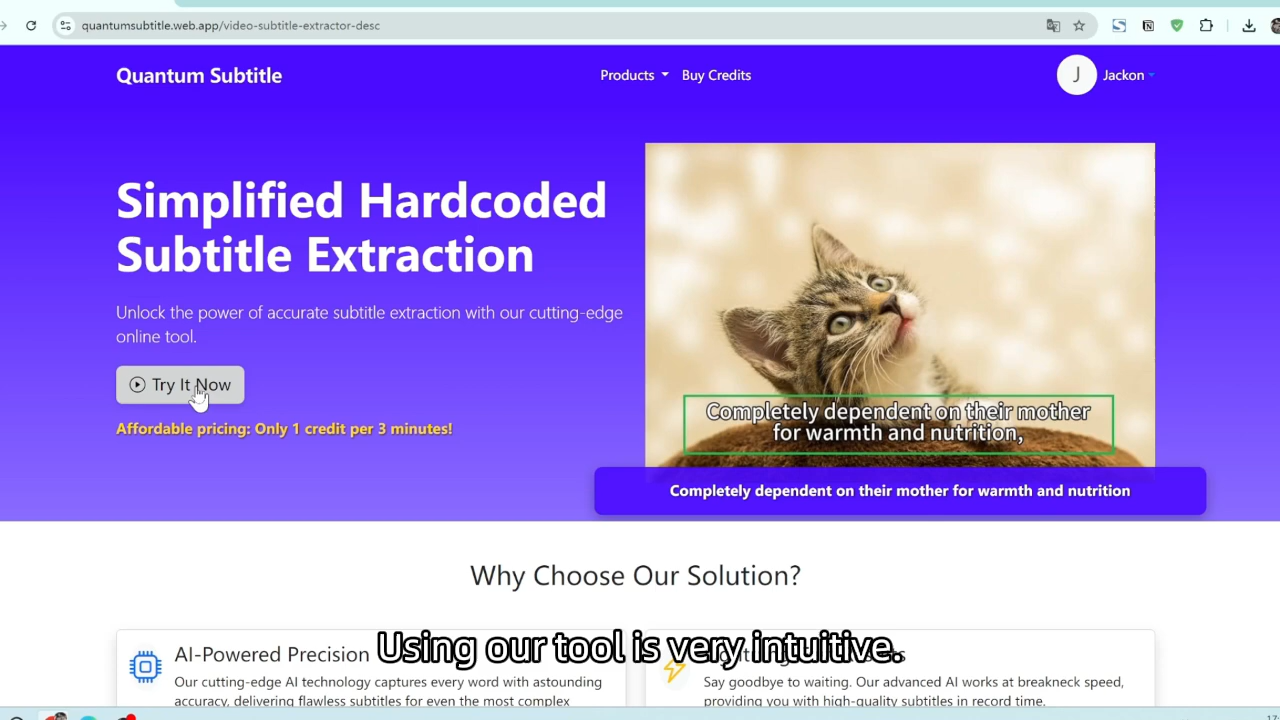 quantumsubtitle.web.app/video-subtitle-extractor-desc
Quantum Subtitle
Products
Buy Credits
J
Jackon
Simplified Hardcoded
Subtitle Extraction
Unlock the power of accurate subtitle extraction with our cutting-edge
online tool.
Try It Now
Affordable pricing: Only 1 credit per 3 minutes!
Completely dependent on their mother
for warmth and nutrition,
Completely dependent on their mother for warmth and nutrition
Why Choose Our Solution?
AI-Powered Precision
Our cutting-edge AI technology captures every word with astounding
accuracy, delivering flawless subtitles for even the most complex
Say goodbye to waiting. Our advanced AI works at breakneck speed,
providing you with high-quality subtitles in record time.
Using our tool is very intuitive.